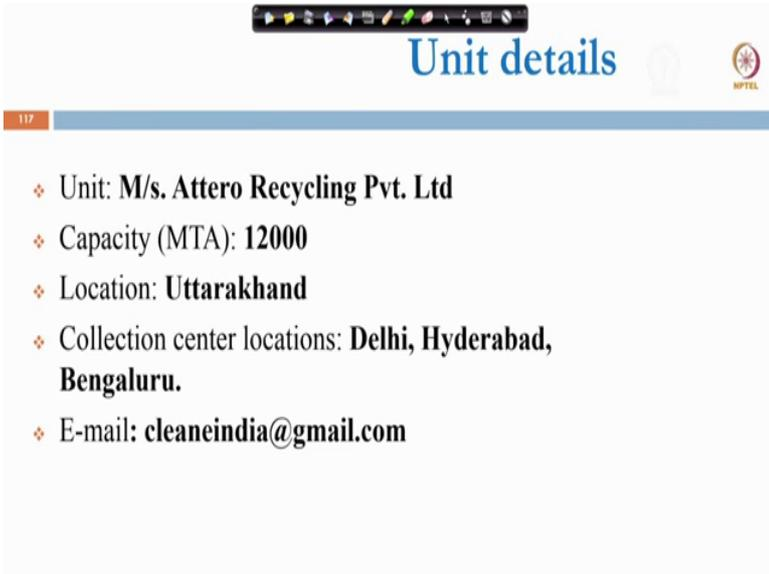 Unit details
NPTEL
117
Unit: M/s. Attero Recycling Pvt. Ltd
Capacity (MTA): 12000
Location: Uttarakhand
Collection center locations: Delhi, Hyderabad,
Bengaluru.
E-mail: cleaneindia@gmail.com